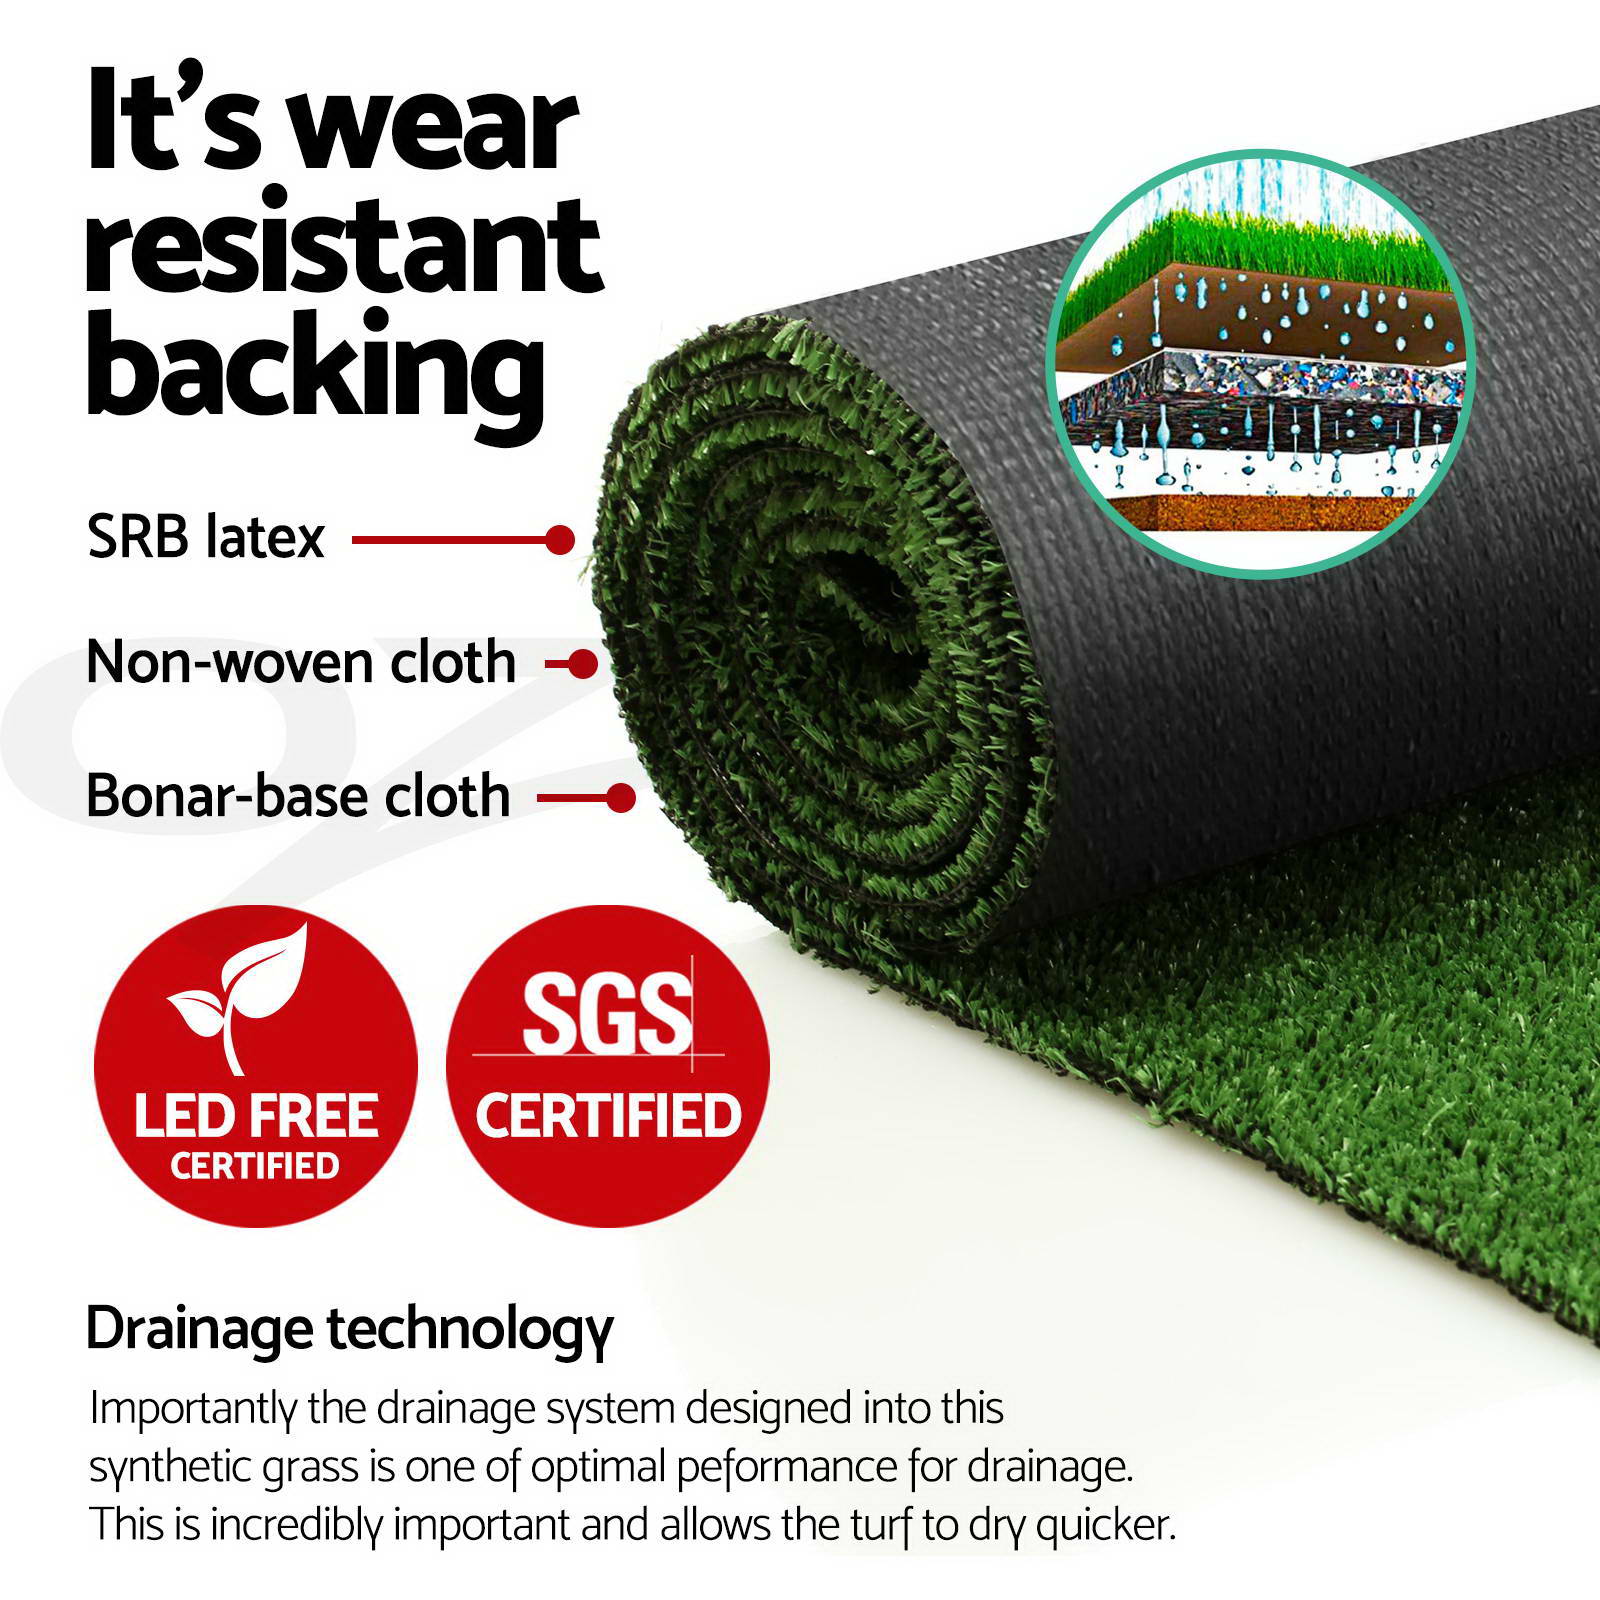 It's wear
resistant
backing
SRB latex
Non-woven cloth
Bonar-base cloth
LED FREE
CERTIFIED
SGS
CERTIFIED
Drainage technology
Importantly the drainage system designed into this
synthetic grass is one of optimal peformance for drainage.
This is incredibly important and allows the turf to dry quicker.